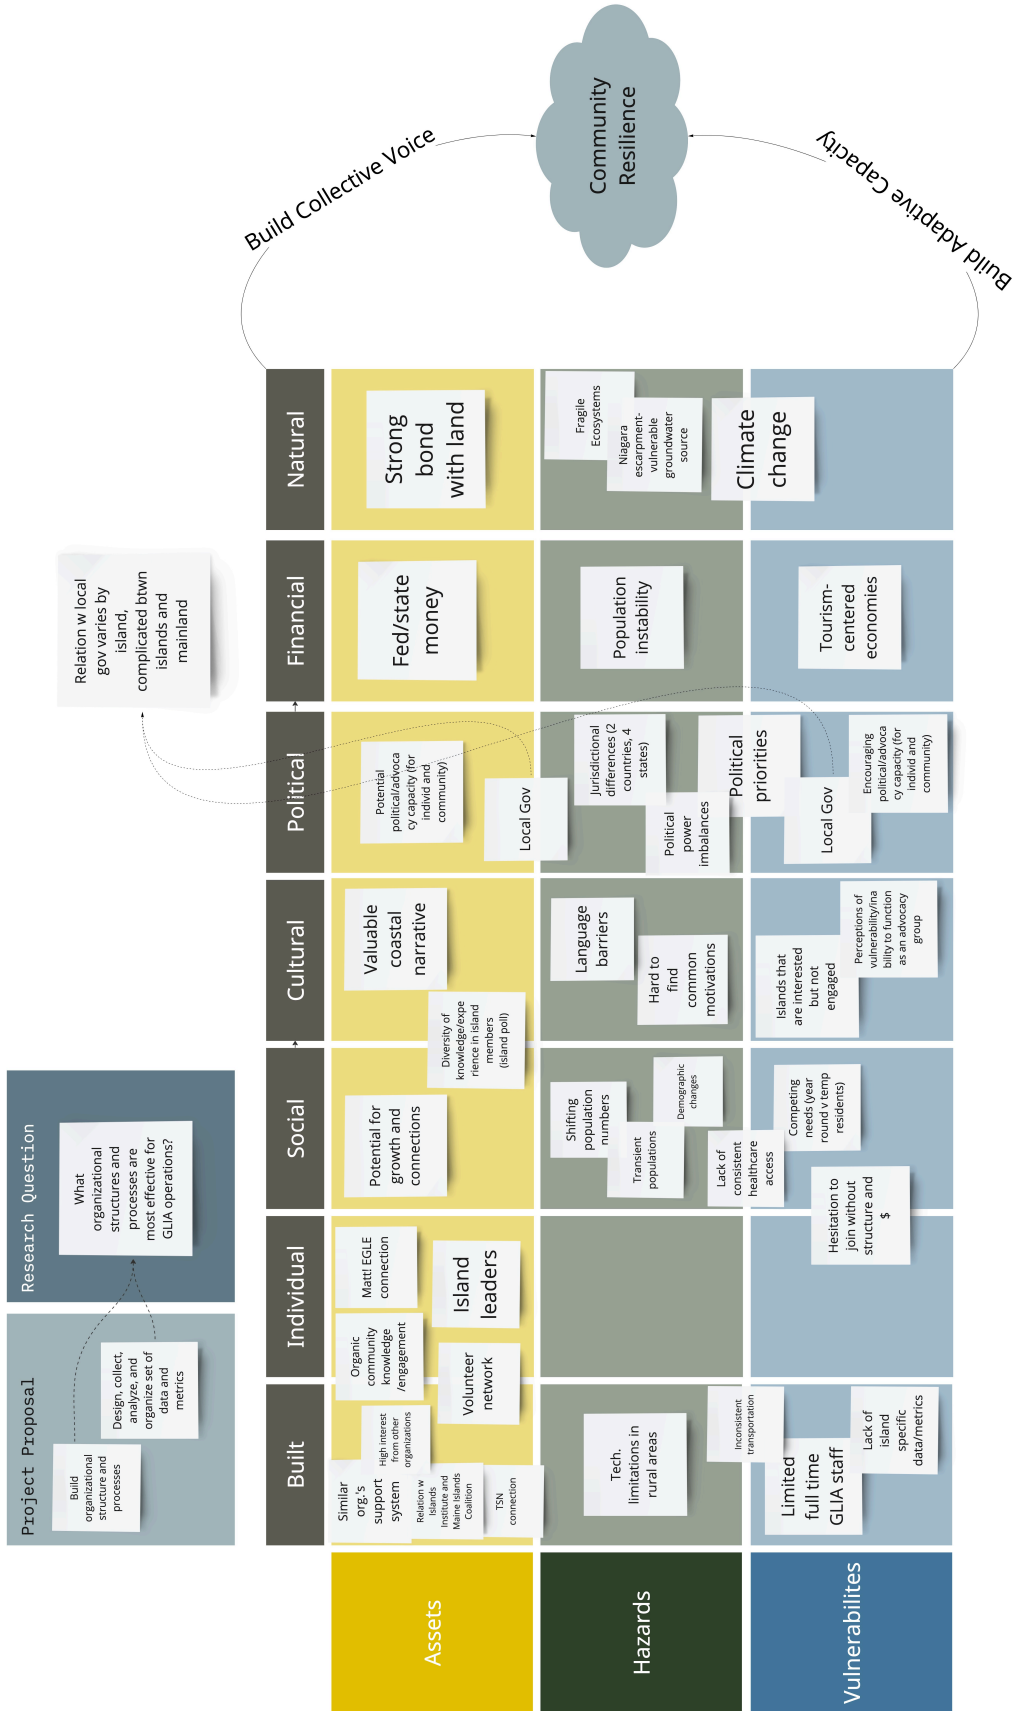 Project Proposal
Build
organizational
structure and
processes
Design, collect,
analyze, and
organize set of
data and
metrics
Research Question
What
organizational
structures and
processes are
most effective for
GLIA operations?
Relation w local
gov varies by
island,
complicated btwn
islands and
mainland
Built
Individual
Social
Cultural
Political
Financial
Natural
Assets
Similar
org.'s
support
system
High interest
from other
organizations
Relation w
Islands
Institute and
Maine Islands
Coalition
TSN
connection
Organic
community
knowledge
/engagement
Matt! EGLE
connection
Volunteer
network
Island
leaders
Potential for
growth and
connections
Diversity of
knowledge/expe
rience in island
members
(island poll)
Valuable
coastal
narrative
Potential
political/advoca
cy capacity (for
individ and
community)
Local Gov
Fed/state
money
Strong
bond
with land
Hazards
Tech.
limitations in
rural areas
Inconsistent
transportation
Shifting
population
numbers
Transient
populations
Demographic
changes
Lack of
consistent
healthcare
access
Language
barriers
Hard to
find
common
motivations
Jurisdictional
differences (2
countries, 4
states)
Political
power
imbalances
Political
priorities
Population
instability
Fragile
Ecosystems
Niagara
escarpment-
vulnerable
groundwater
source
Climate
change
Vulnerabilites
Limited
full time
GLIA staff
Lack of
island
specific
data/metrics
Hesitation to
join without
structure and
$
Competing
needs (year
round v temp
residents)
Islands that
are interested
but not
engaged
Perceptions of
vulnerability/ina
bility to function
as an advocacy
group
Local Gov
Encouraging
political/advoca
cy capacity (for
individ and
community)
Tourism-
centered
economies
Build Collective Voice
Community
Resilience
Build Adaptive Capacity